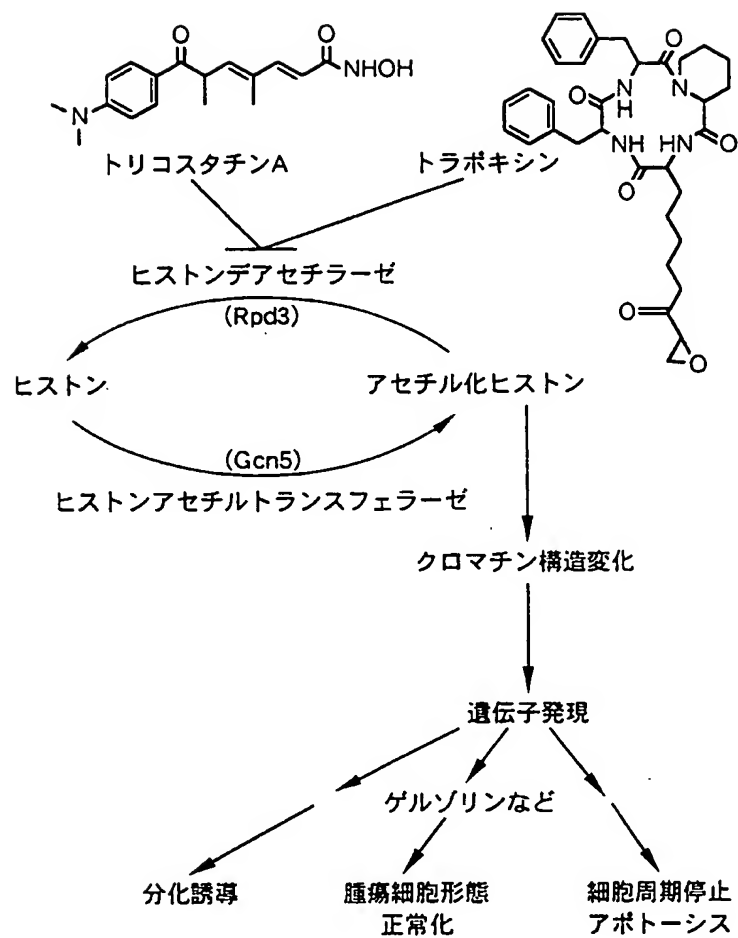 O
O
NHOH
N
O
N
N
H
O
NH
HN
O
O
トリコスタチンA
トラポキシン
ヒストンデアセチラーゼ
(Rpd3)
O
O
ヒストン
アセチル化ヒストン
(Gcn5)
ヒストンアセチルトランスフェラーゼ
クロマチン構造変化
遺伝子発現
ゲルゾリンなど
分化誘導
腫瘍細胞形態
正常化
細胞周期停止
アポトーシス